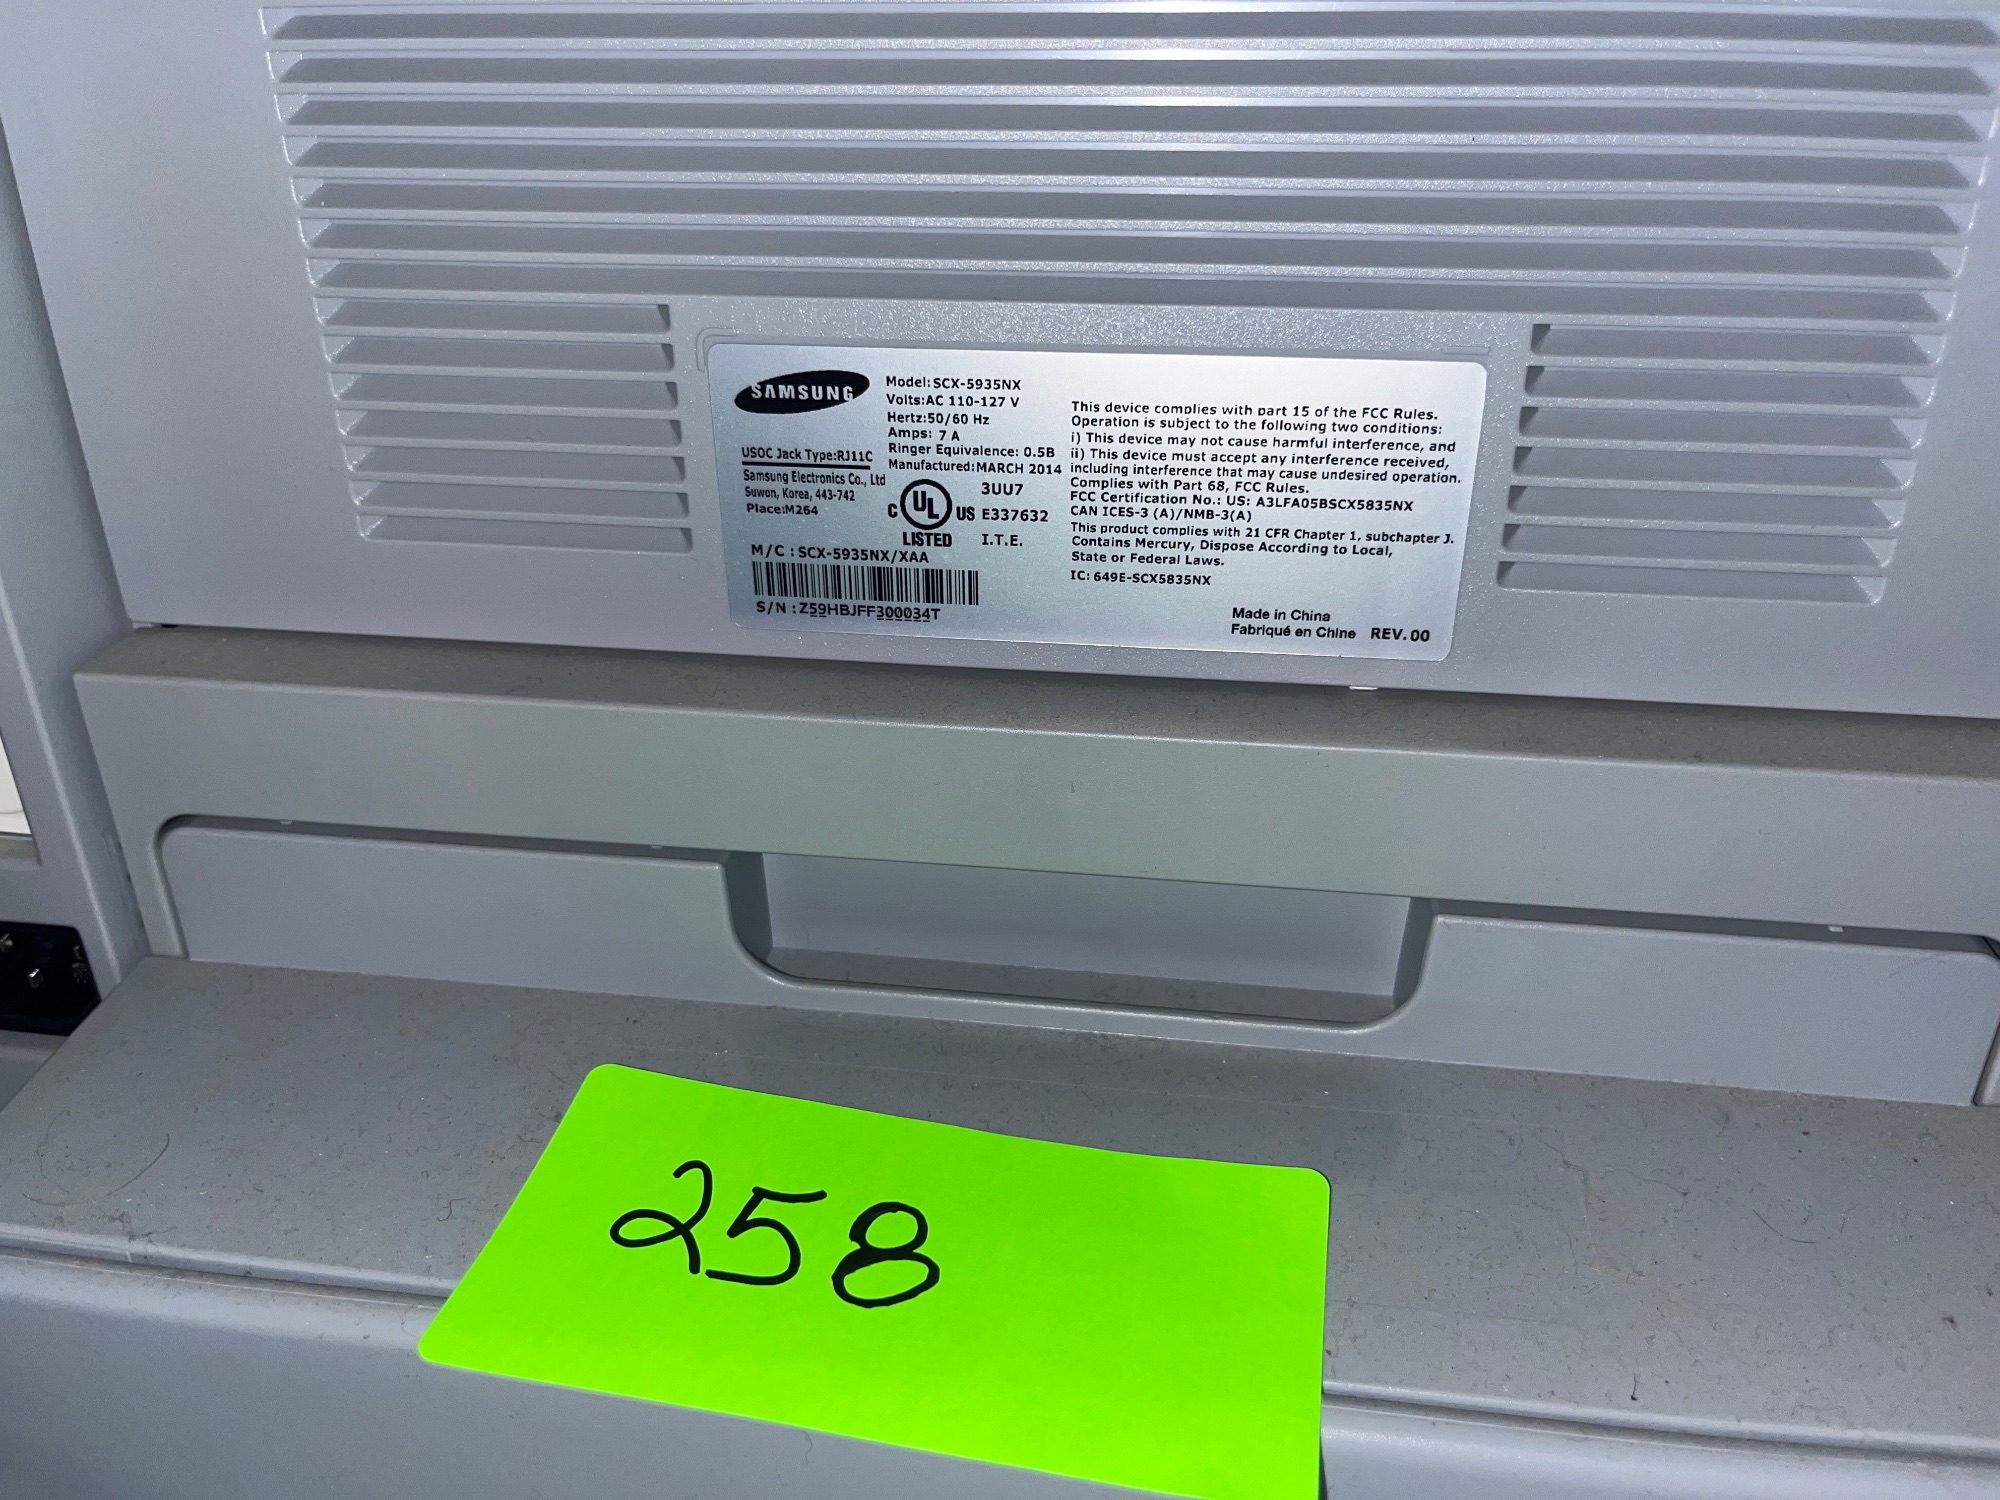 SAMSUNG
Model:SCX-5935NX
Volts:AC 110-127 V
Hertz:50/60 Hz
Amps: 7 A
Ringer Equivalence: 0.5B
Manufactured:MARCH 2014
USOC Jack Type:RJ11C
Samsung Electronics Co., Ltd
Suwon, Korea, 443-742
Place:M264
C UL US
LISTED
3UU7
E337632
I.T.E.
M/C : SCX-5935NX/XAA
S/N : Z59HBJFF300034T
This device complies with part 15 of the FCC Rules.
Operation is subject to the following two conditions:
i) This device may not cause harmful interference, and
ii) This device must accept any interference received,
including interference that may cause undesired operation.
Complies with Part 68, FCC Rules.
FCC Certification No.: US: A3LFA05BSCX5835NX
CAN ICES-3 (A)/NMB-3(A)
This product complies with 21 CFR Chapter 1, subchapter J.
Contains Mercury, Dispose According to Local,
State or Federal Laws.
IC: 649E-SCX5835NX
Made in China
Fabriqué en Chine REV.00
258